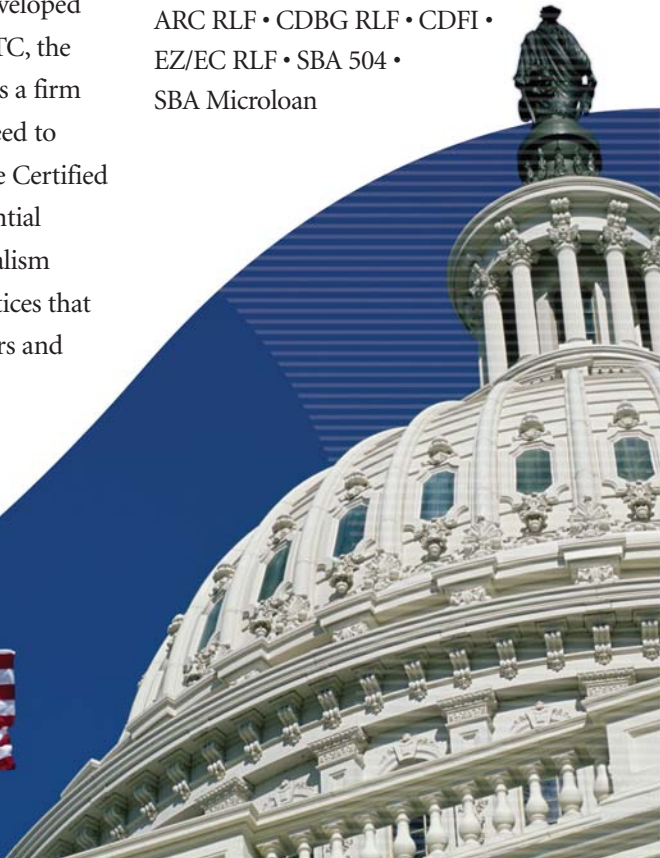 veloped
TC, the
s a firm
eed to
e Certified
ntial
alism
tices that
rs and
ARC RLF • CDBG RLF • CDFI •
EZ/EC RLF • SBA 504 •
SBA Microloan